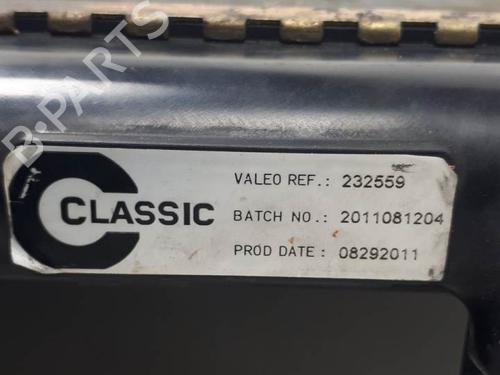 CLASSIC
VALEO REF.: 232559
BATCH NO.: 2011081204
PROD DATE: 08292011
B-PARTS